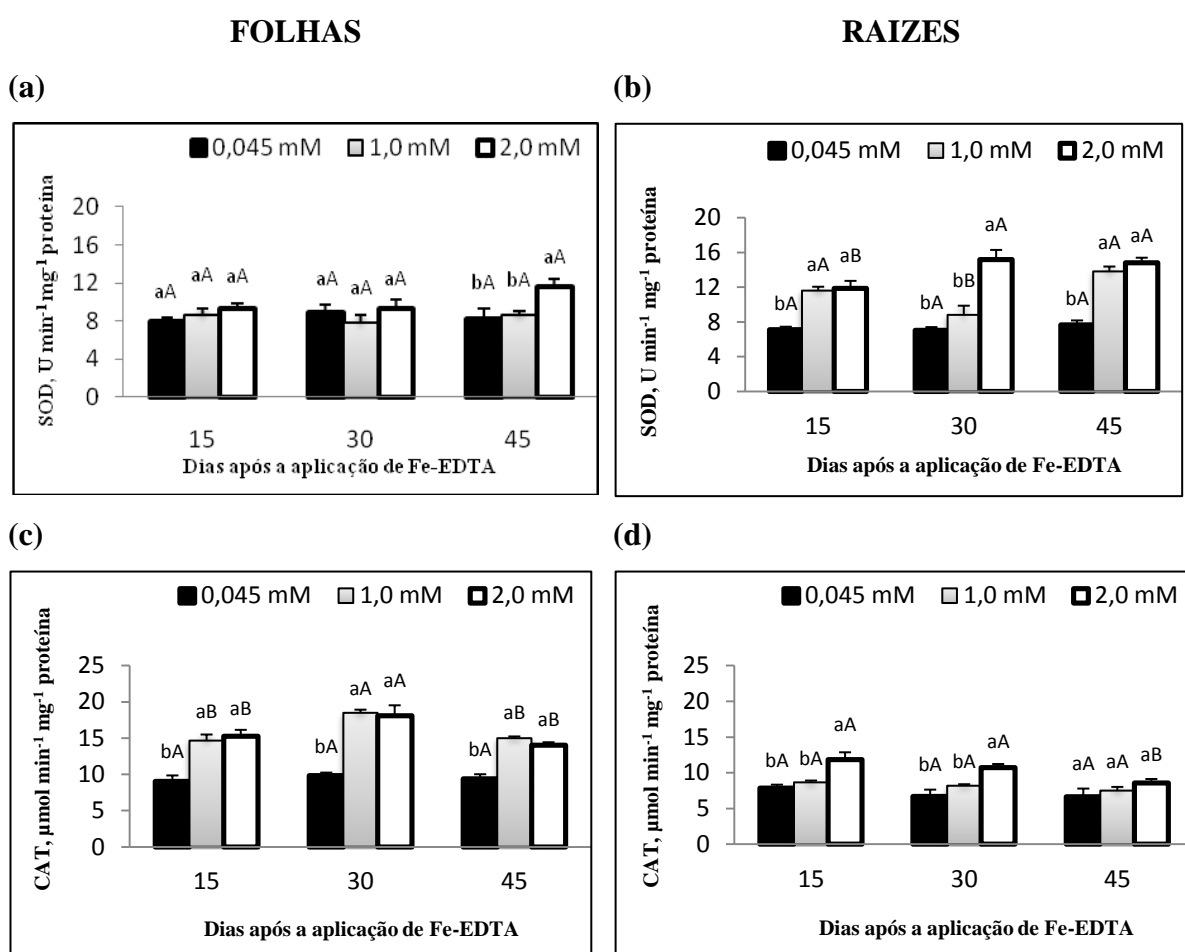 FOLHAS
RAIZES
(a)
0,045 mM 1,0 mM 2,0 mM
SOD, U min-1 mg-1 proteína
20
16
12
8
4
0
aA aA aA aA aA aA bA bA aA
15 30 45
Dias após a aplicação de Fe-EDTA
(b)
0,045 mM 1,0 mM 2,0 mM
SOD, U min-1 mg-1 proteína
20
16
12
8
4
0
bA aA aB bA bB aA bA aA aA
15 30 45
Dias após a aplicação de Fe-EDTA
(c)
0,045 mM 1,0 mM 2,0 mM
CAT, µmol min-1 mg-1 proteína
25
20
15
10
5
0
bA aB aB bA aA aA bA aB aB
15 30 45
Dias após a aplicação de Fe-EDTA
(d)
0,045 mM 1,0 mM 2,0 mM
CAT, µmol min-1 mg-1 proteína
25
20
15
10
5
0
bA bA aA bA bA aA aA aA aB
15 30 45
Dias após a aplicação de Fe-EDTA